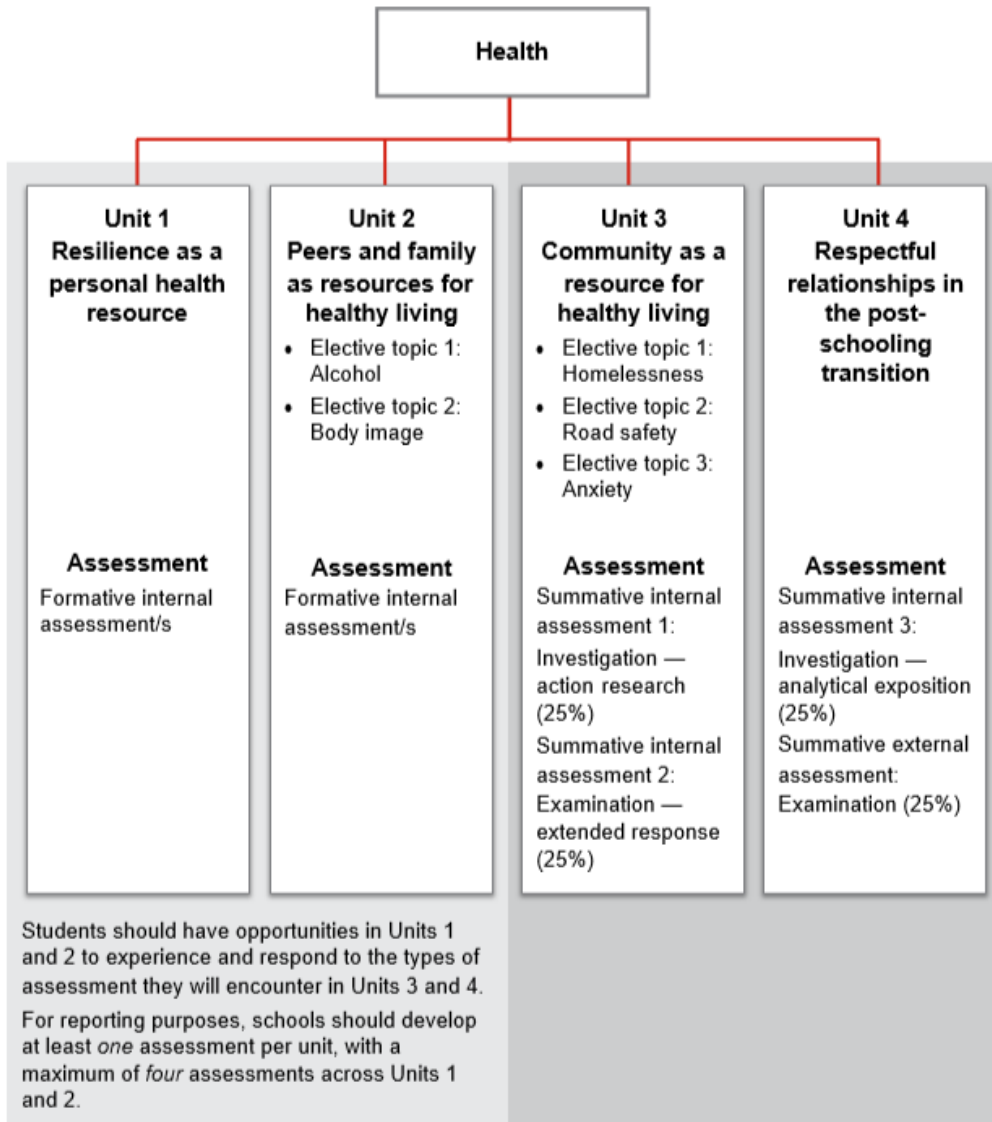 Health
Unit 1
Resilience as a
personal health
resource
Assessment
Formative internal
assessment/s
Unit 2
Peers and family
as resources for
healthy living
• Elective topic 1:
Alcohol
• Elective topic 2:
Body image
Assessment
Formative internal
assessment/s
Unit 3
Community as a
resource for
healthy living
• Elective topic 1:
Homelessness
• Elective topic 2:
Road safety
• Elective topic 3:
Anxiety
Assessment
Summative internal
assessment 1:
Investigation —
action research
(25%)
Summative internal
assessment 2:
Examination —
extended response
(25%)
Unit 4
Respectful
relationships in
the post-
schooling
transition
Assessment
Summative internal
assessment 3:
Investigation —
analytical exposition
(25%)
Summative external
assessment:
Examination (25%)
Students should have opportunities in Units 1
and 2 to experience and respond to the types of
assessment they will encounter in Units 3 and 4.
For reporting purposes, schools should develop
at least one assessment per unit, with a
maximum of four assessments across Units 1
and 2.